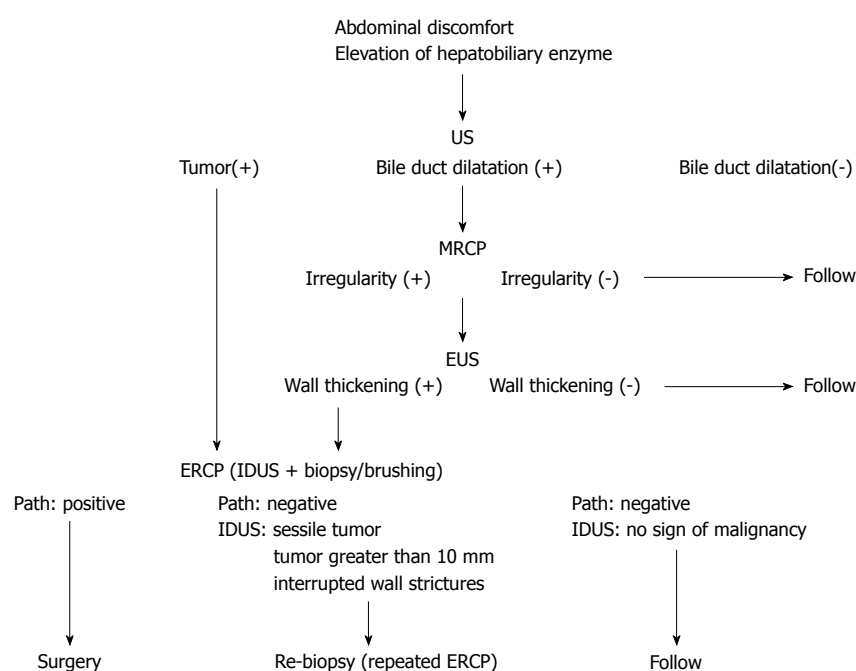 Abdominal discomfort
Elevation of hepatobiliary enzyme
US
Tumor(+)
Bile duct dilatation (+)
Bile duct dilatation(-)
MRCP
Irregularity (+)
Irregularity (-)
Follow
EUS
Wall thickening (+)
Wall thickening (-)
Follow
ERCP (IDUS + biopsy/brushing)
Path: positive
Path: negative
IDUS: sessile tumor
tumor greater than 10 mm
interrupted wall strictures
Path: negative
IDUS: no sign of malignancy
Surgery
Re-biopsy (repeated ERCP)
Follow